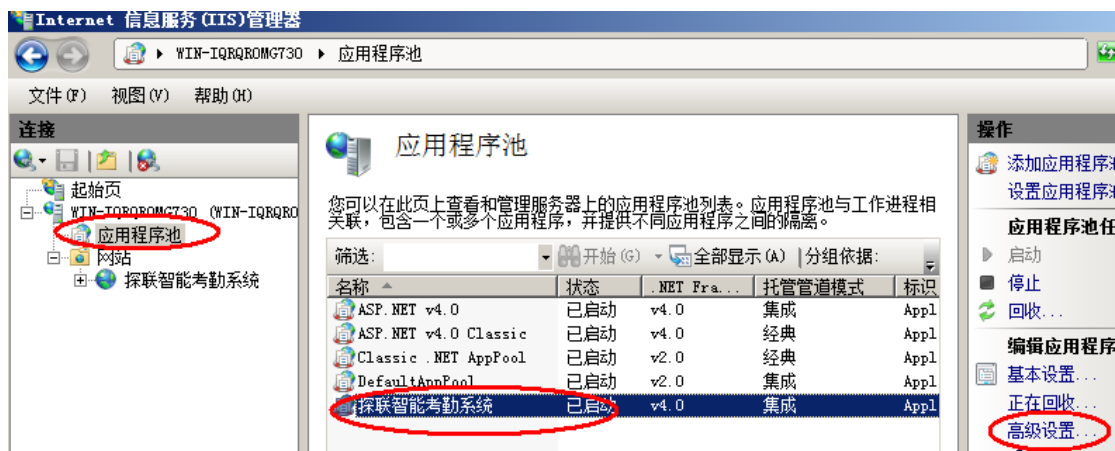 Internet 信息服务(IIS)管理器
WIN-IQRQROMG730 ▸ 应用程序池
文件(F) 视图(V) 帮助(H)
连接
起始页
WIN-IQRQROMG730 (WIN-IQRQRO
应用程序池
网站
探联智能考勤系统
应用程序池
您可以在此页上查看和管理服务器上的应用程序池列表。应用程序池与工作进程相
关联，包含一个或多个应用程序，并提供不同应用程序之间的隔离。
筛选: 开始(G) 全部显示(A) 分组依据:
名称 状态 .NET Fra... 托管管道模式 标识
ASP.NET v4.0 已启动 v4.0 集成 Appl
ASP.NET v4.0 Classic 已启动 v4.0 经典 Appl
Classic .NET AppPool 已启动 v2.0 经典 Appl
DefaultAppPool 已启动 v2.0 集成 Appl
探联智能考勤系统 已启动 v4.0 集成 Appl
操作
添加应用程序
设置应用程序
应用程序池任
启动
停止
回收...
编辑应用程序
基本设置...
正在回收...
高级设置...